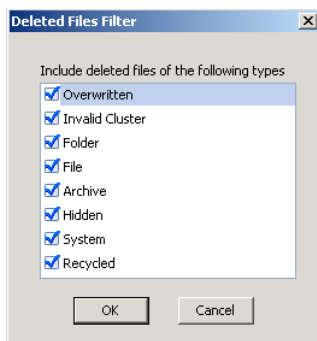 Deleted Files Filter
Include deleted files of the following types
Overwritten
Invalid Cluster
Folder
File
Archive
Hidden
System
Recycled
OK Cancel